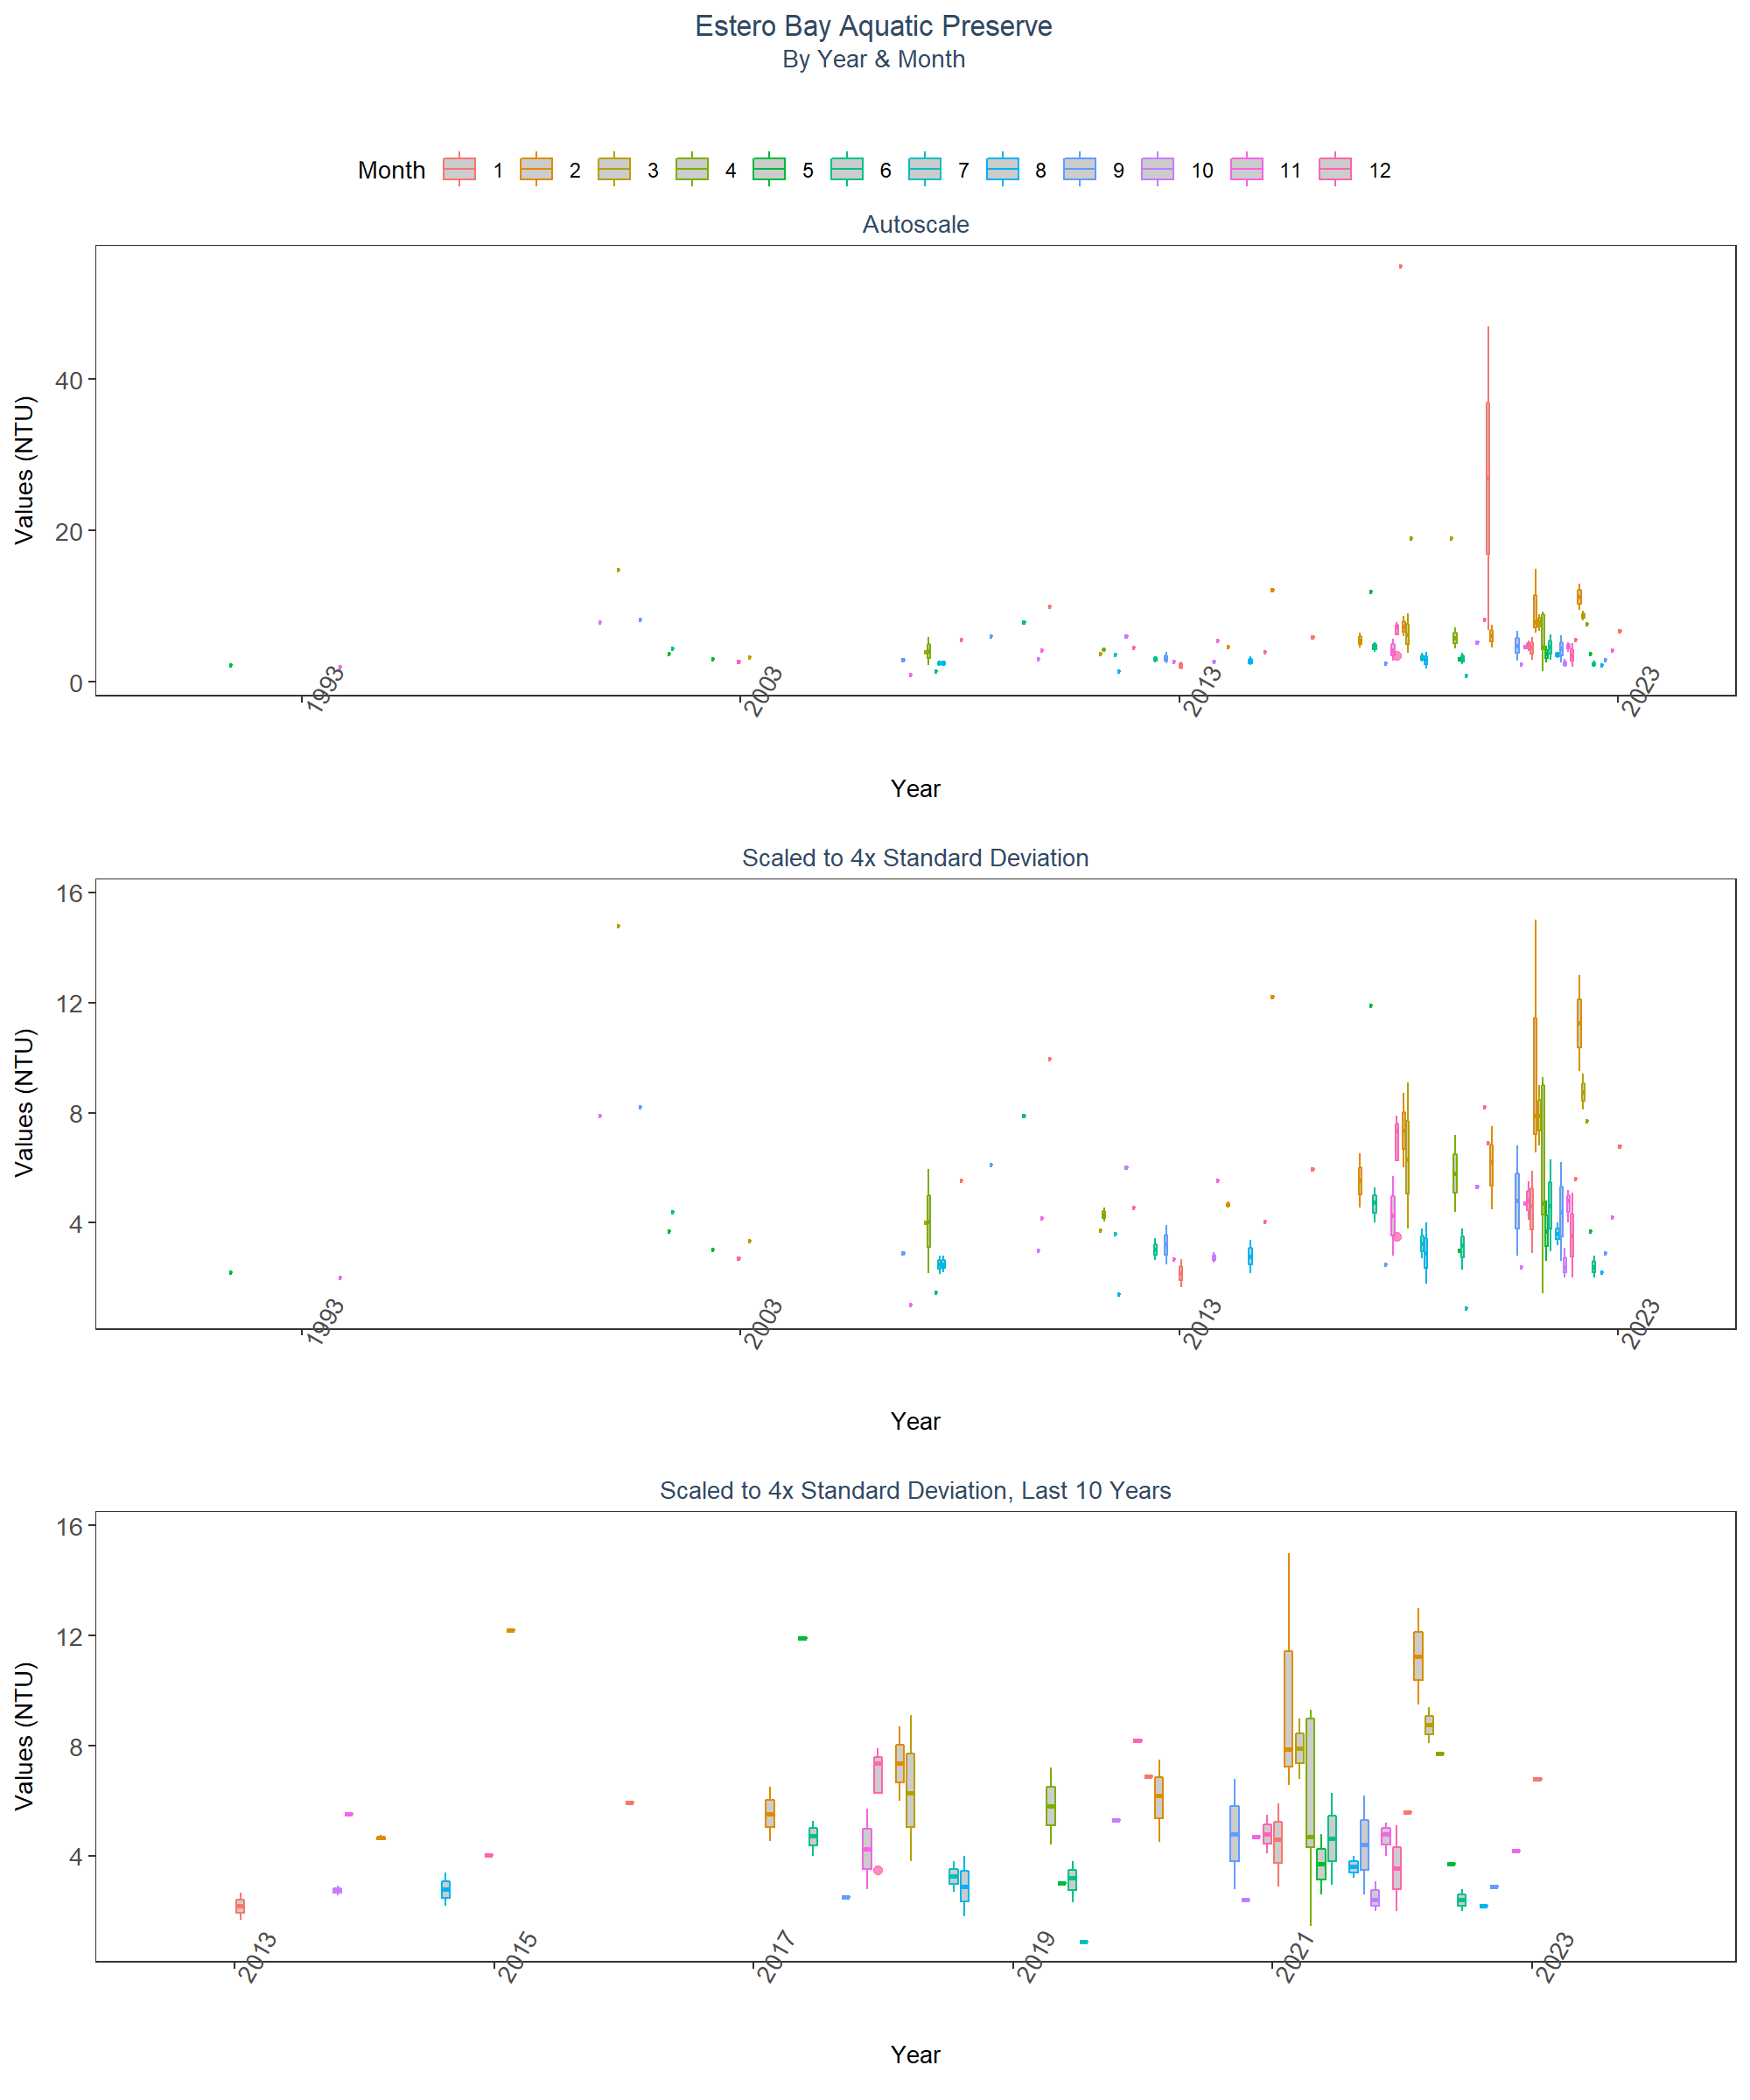 Estero Bay Aquatic Preserve
By Year & Month
Month 1 2 3 4 5 6 7 8 9 10 11 12
Autoscale
Values (NTU)
40
20
0
1993 2003 2013 2023
Year
Scaled to 4x Standard Deviation
Values (NTU)
16
12
8
4
1993 2003 2013 2023
Year
Scaled to 4x Standard Deviation, Last 10 Years
Values (NTU)
16
12
8
4
2013 2015 2017 2019 2021 2023
Year